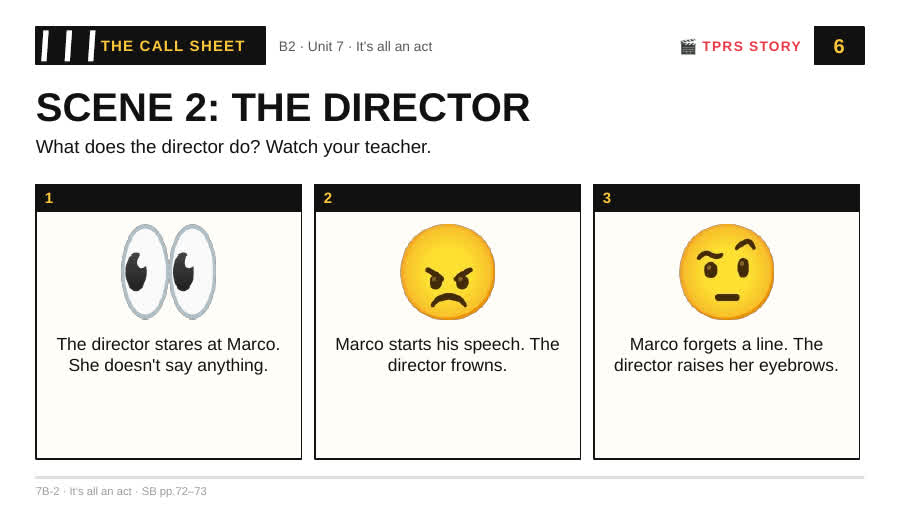 THE CALL SHEET
B2 · Unit 7 · It's all an act
TPRS STORY
6
SCENE 2: THE DIRECTOR
What does the director do? Watch your teacher.
1
The director stares at Marco.
She doesn't say anything.
2
Marco starts his speech. The
director frowns.
3
Marco forgets a line. The
director raises her eyebrows.
7B-2 · It's all an act · SB pp.72–73